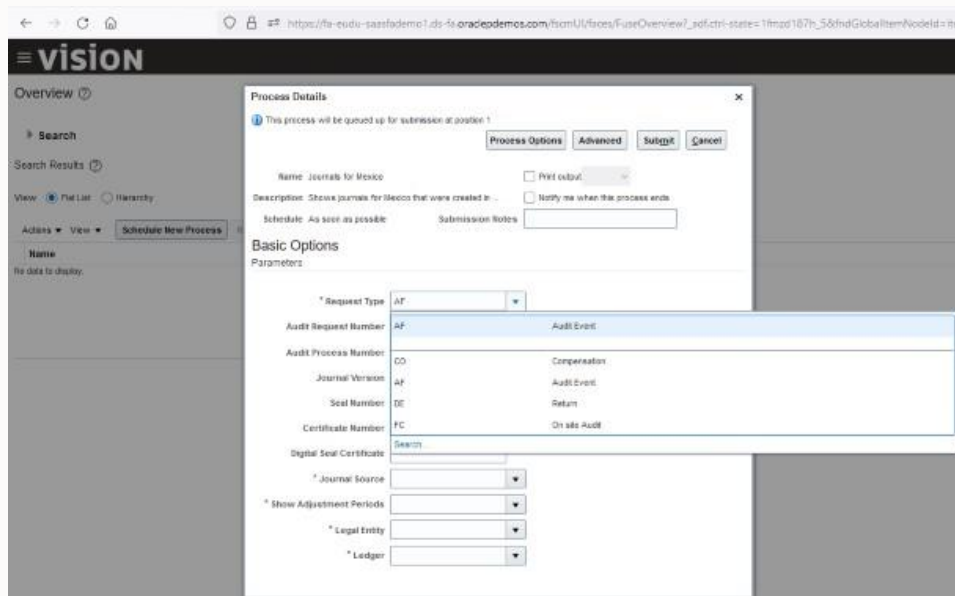 https://fa-eudu-saasfademo1.ds-fa.oraclepdemos.com/fscmUI/faces/FuseOverview?_adf.ctrl-state=1fmzd187h_5&fndGlobalItemNodeId=it
VISION
Overview
Search
Search Results
View Flat List Hierarchy
Actions View Schedule New Process
Name
No data to display.
Process Details
This process will be queued up for submission at position 1
Process Options Advanced Submit Cancel
Name Journals for Mexico Print output
Description Shows journals for Mexico that were created in ... Notify me when this process ends
Schedule As soon as possible Submission Notes
Basic Options
Parameters
* Request Type AF
Audit Request Number AF Audit Event
Audit Process Number
CO Compensation
Journal Version AF Audit Event
Seal Number DE Return
Certificate Number FC On site Audit
Search...
Digital Seal Certificate
* Journal Source
* Show Adjustment Periods
* Legal Entity
* Ledger